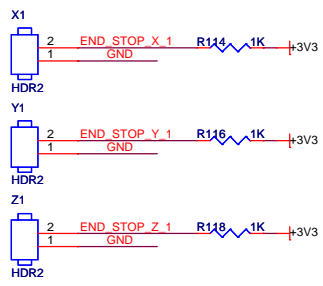 X1
2 END_STOP_X_1 R114 1K +3V3
1 GND
HDR2
Y1
2 END_STOP_Y_1 R116 1K +3V3
1 GND
HDR2
Z1
2 END_STOP_Z_1 R118 1K +3V3
1 GND
HDR2